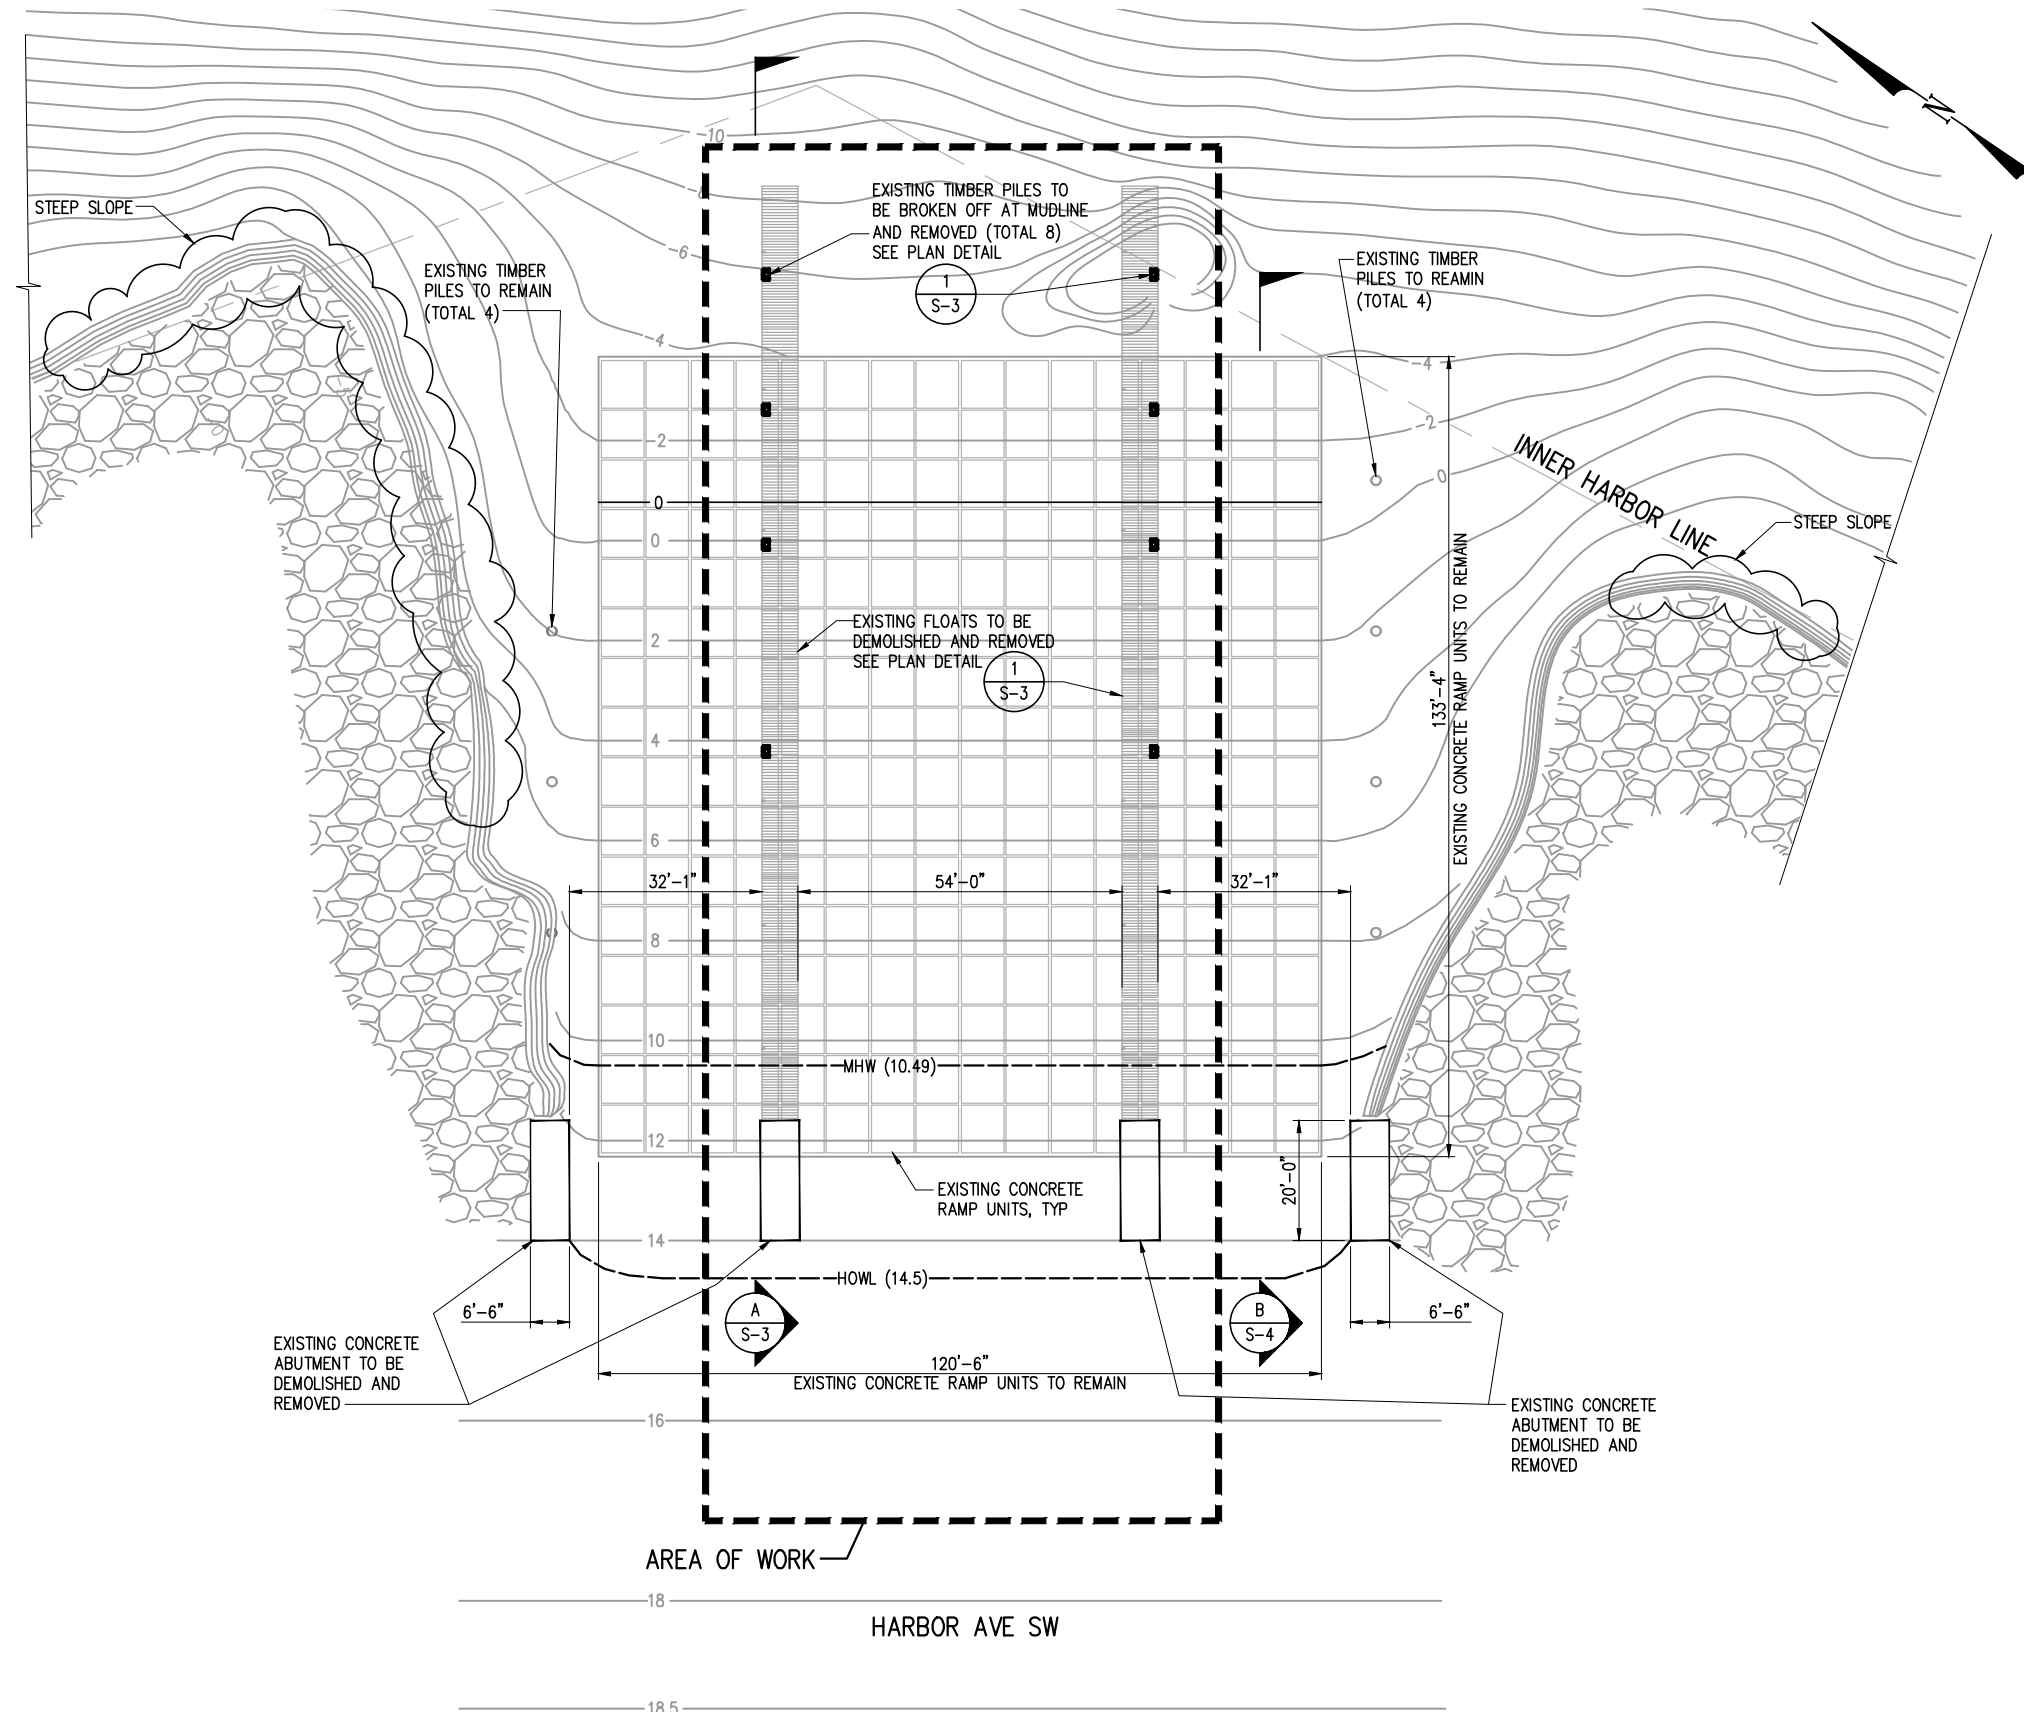 N
-10
STEEP SLOPE
EXISTING TIMBER PILES TO
BE BROKEN OFF AT MUDLINE
AND REMOVED (TOTAL 8)
SEE PLAN DETAIL
1
S-3
-6
EXISTING TIMBER
PILES TO REMAIN
(TOTAL 4)
EXISTING TIMBER
PILES TO REAMIN
(TOTAL 4)
-4
-4
-2
-2
0
0
0
INNER HARBOR LINE
STEEP SLOPE
133'-4"
EXISTING CONCRETE RAMP UNITS TO REMAIN
EXISTING FLOATS TO BE
DEMOLISHED AND REMOVED
SEE PLAN DETAIL
1
S-3
2
4
6
32'-1"
54'-0"
32'-1"
8
10
MHW (10.49)
12
EXISTING CONCRETE
RAMP UNITS, TYP
20'-0"
14
HOWL (14.5)
A
S-3
B
S-4
6'-6"
6'-6"
EXISTING CONCRETE
ABUTMENT TO BE
DEMOLISHED AND
REMOVED
120'-6"
EXISTING CONCRETE RAMP UNITS TO REMAIN
EXISTING CONCRETE
ABUTMENT TO BE
DEMOLISHED AND
REMOVED
16
AREA OF WORK
18
HARBOR AVE SW
18.5